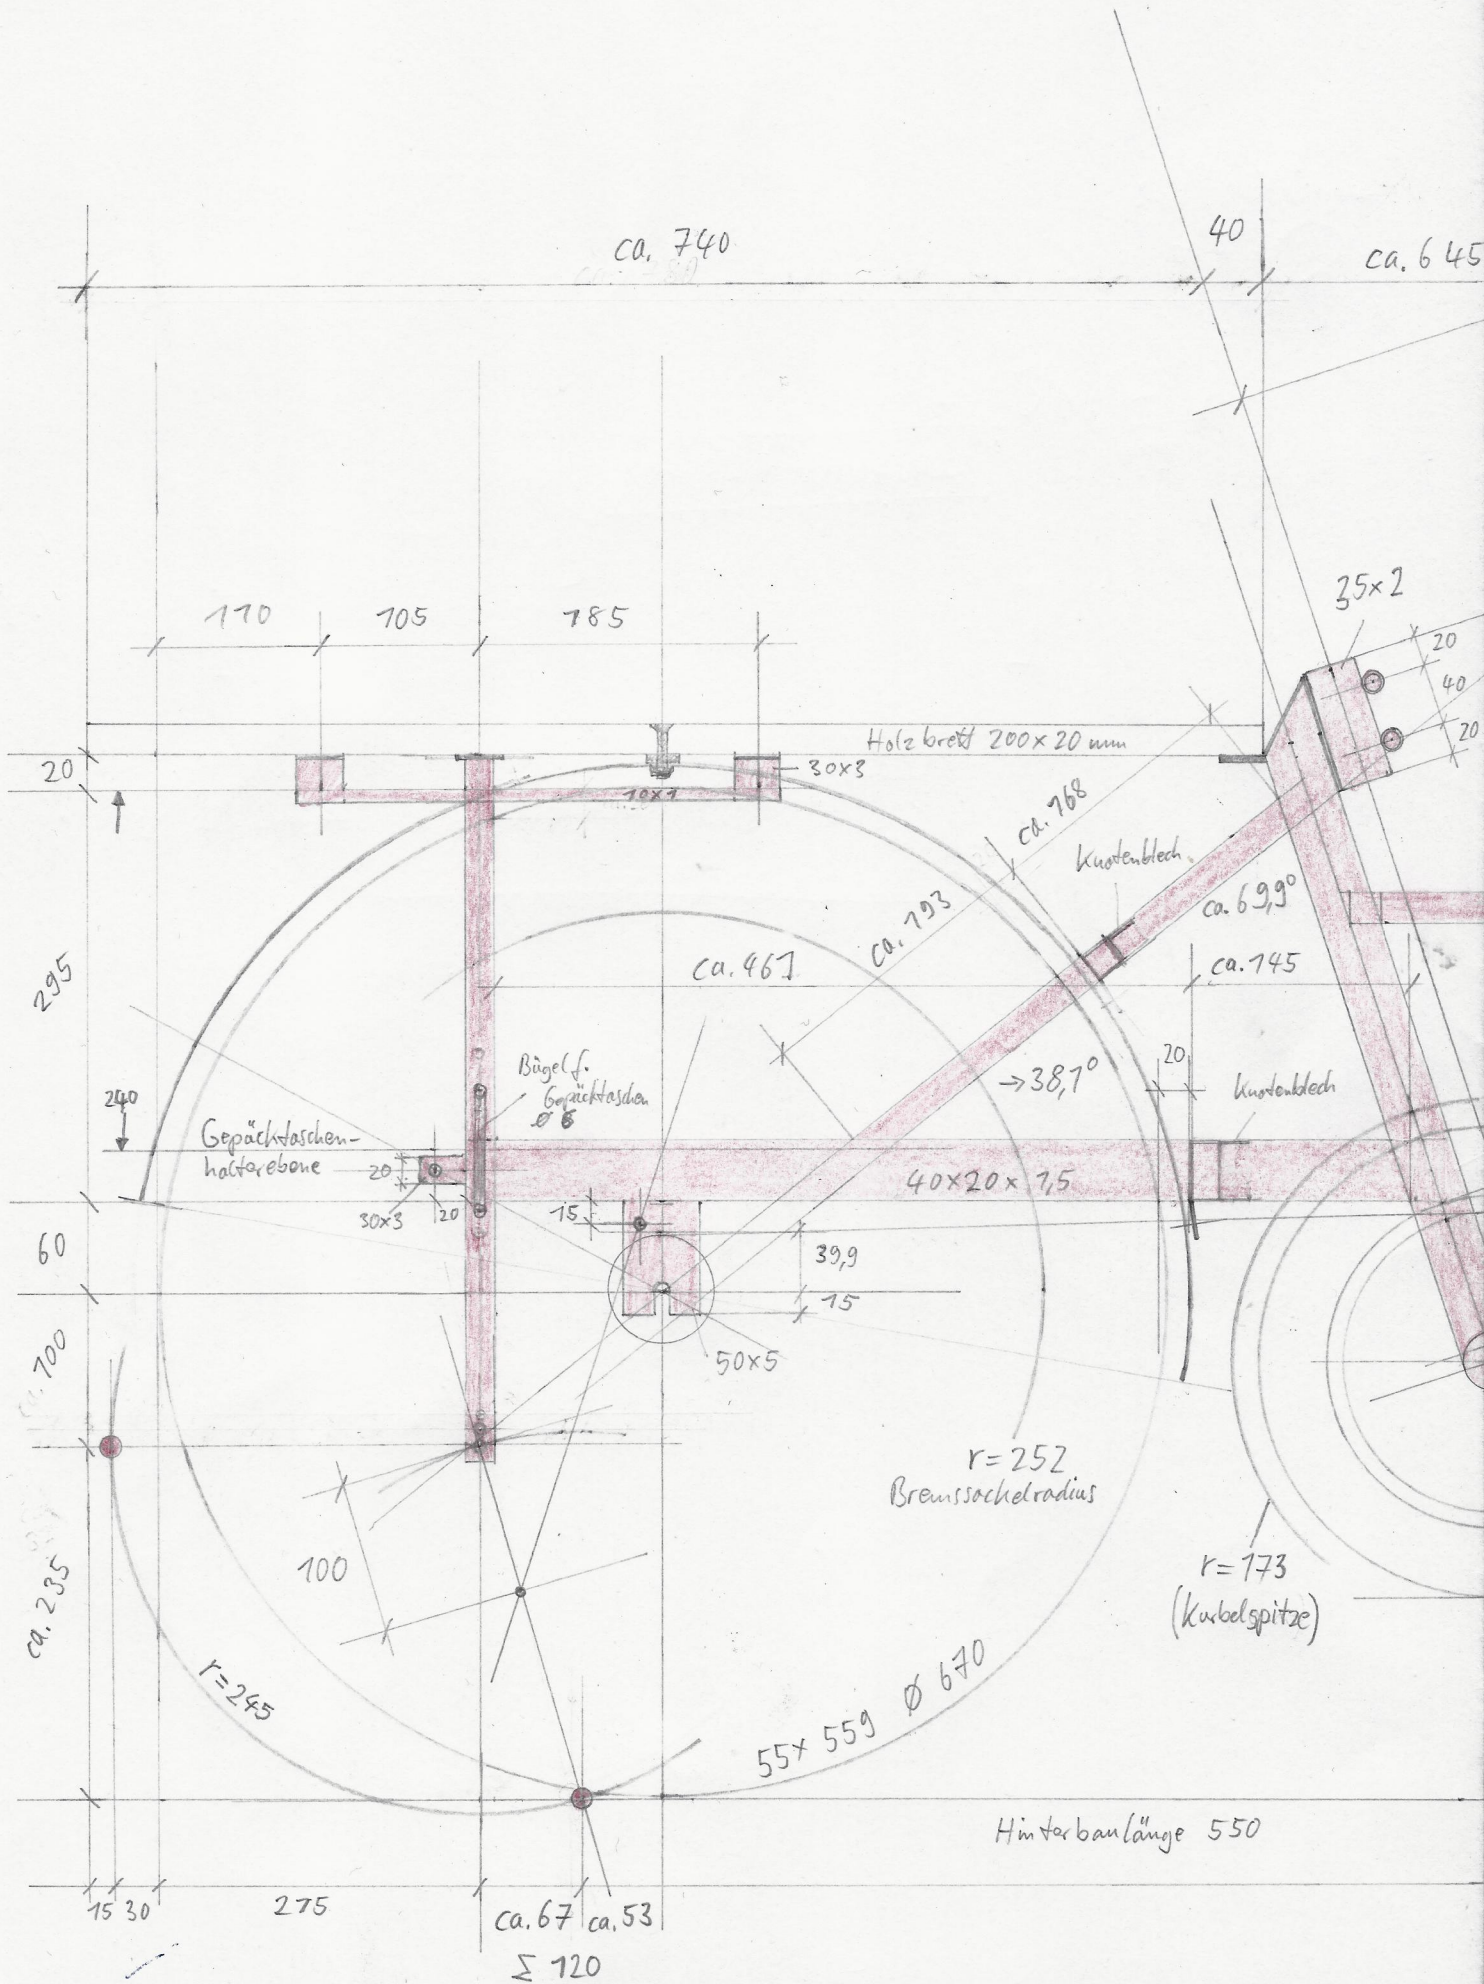 ca. 740
40
ca. 645
35×2
110
105
185
20
40
20
Holzbrett 200×20 mm
20
30×3
10×1
ca. 168
Knotenblech
ca. 193
ca. 69,9°
ca. 461
ca. 145
295
20
Bügel f.
Gepäcktaschen
ø 6
→38,1°
Knotenblech
240
Gepäcktaschen-
halterebene
20
40×20×1,5
30×3
20
15
60
39,9
15
100
50×5
r=252
Bremssockelradius
100
r=173
(Kurbelspitze)
ca. 235
r=245
55×559 Ø 670
Hinterbaulänge 550
15
30
275
ca. 67
ca. 53
Σ 120